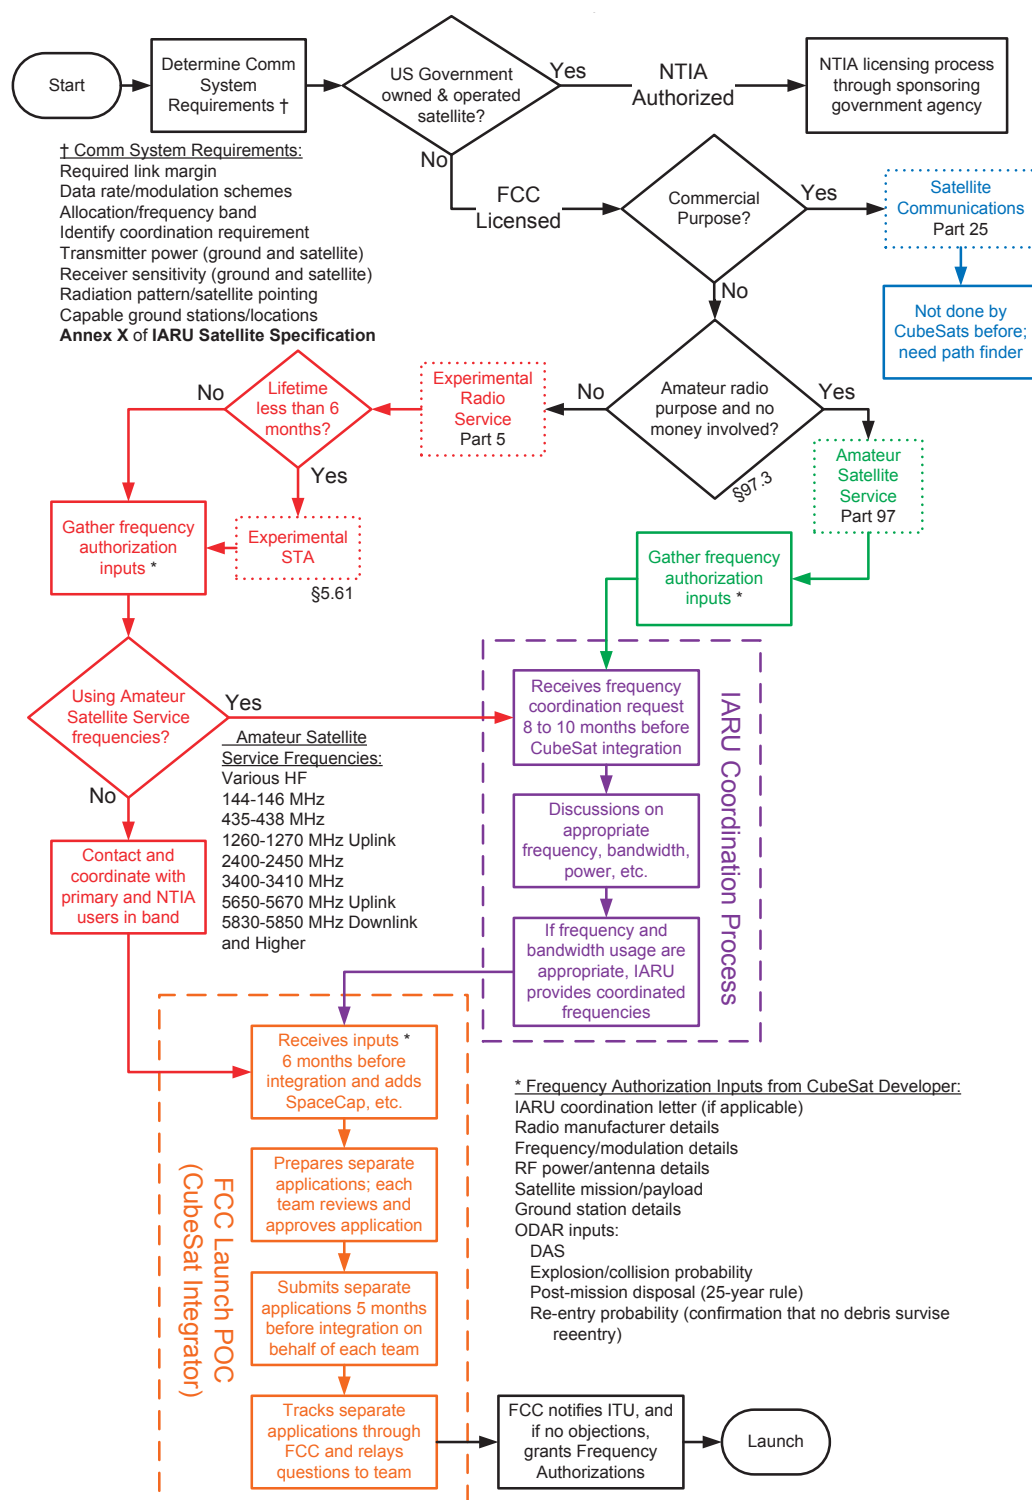 Start
Determine Comm
System
Requirements †
US Government
owned & operated
satellite?
Yes
NTIA
Authorized
NTIA licensing process
through sponsoring
government agency
No
† Comm System Requirements:
Required link margin
Data rate/modulation schemes
Allocation/frequency band
Identify coordination requirement
Transmitter power (ground and satellite)
Receiver sensitivity (ground and satellite)
Radiation pattern/satellite pointing
Capable ground stations/locations
Annex X of IARU Satellite Specification
FCC
Licensed
Commercial
Purpose?
Yes
Satellite
Communications
Part 25
No
Not done by
CubeSats before;
need path finder
Amateur radio
purpose and no
money involved?
§97.3
Yes
Amateur
Satellite
Service
Part 97
No
Experimental
Radio
Service
Part 5
Lifetime
less than 6
months?
No
Yes
Experimental
STA
§5.61
Gather frequency
authorization
inputs *
Gather frequency
authorization
inputs *
Using Amateur
Satellite Service
frequencies?
Yes
No
Amateur Satellite
Service Frequencies:
Various HF
144-146 MHz
435-438 MHz
1260-1270 MHz Uplink
2400-2450 MHz
3400-3410 MHz
5650-5670 MHz Uplink
5830-5850 MHz Downlink
and Higher
Contact and
coordinate with
primary and NTIA
users in band
IARU Coordination Process
Receives frequency
coordination request
8 to 10 months before
CubeSat integration
Discussions on
appropriate
frequency, bandwidth,
power, etc.
If frequency and
bandwidth usage are
appropriate, IARU
provides coordinated
frequencies
FCC Launch POC
(CubeSat Integrator)
Receives inputs *
6 months before
integration and adds
SpaceCap, etc.
Prepares separate
applications; each
team reviews and
approves application
Submits separate
applications 5 months
before integration on
behalf of each team
Tracks separate
applications through
FCC and relays
questions to team
* Frequency Authorization Inputs from CubeSat Developer:
IARU coordination letter (if applicable)
Radio manufacturer details
Frequency/modulation details
RF power/antenna details
Satellite mission/payload
Ground station details
ODAR inputs:
DAS
Explosion/collision probability
Post-mission disposal (25-year rule)
Re-entry probability (confirmation that no debris survise
reeentry)
FCC notifies ITU, and
if no objections,
grants Frequency
Authorizations
Launch